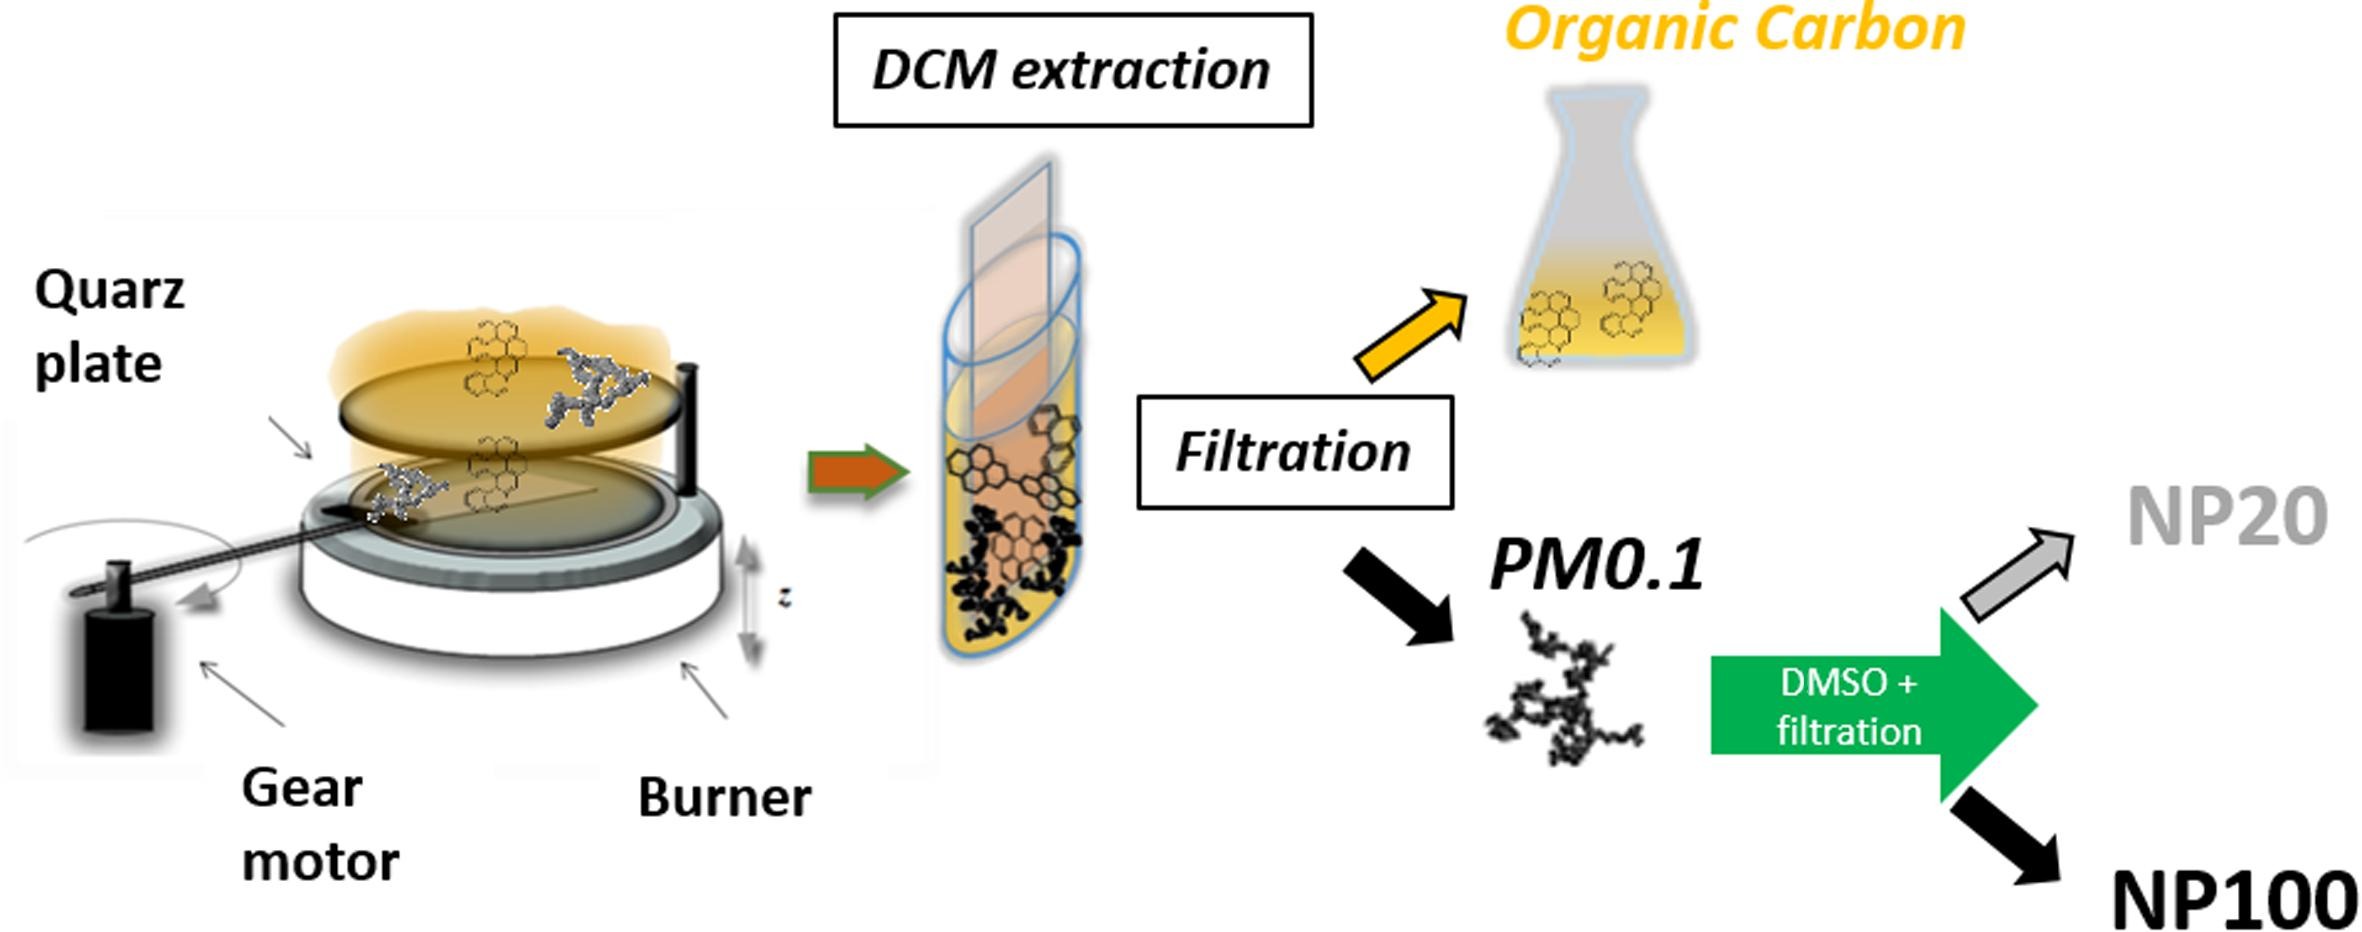 Organic Carbon
DCM extraction
Quarz
plate
Filtration
z
PM0.1
NP20
DMSO +
filtration
Gear
motor
Burner
NP100